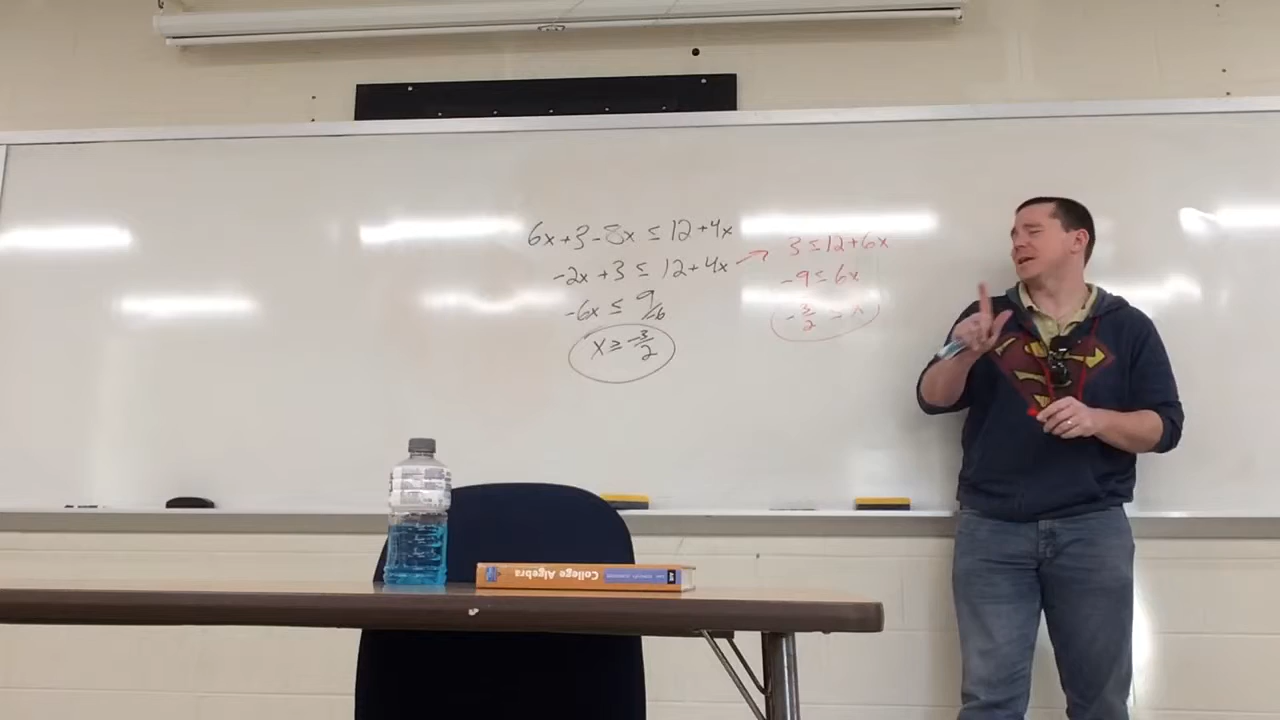 6x+3-8x ≤ 12+4x
-2x+3 ≤ 12+4x
-6x ≤ 9/-6
x ≥ -3/2
3 ≤ 12+6x
-9 ≤ 6x
-3/2 ≤ x
College Algebra